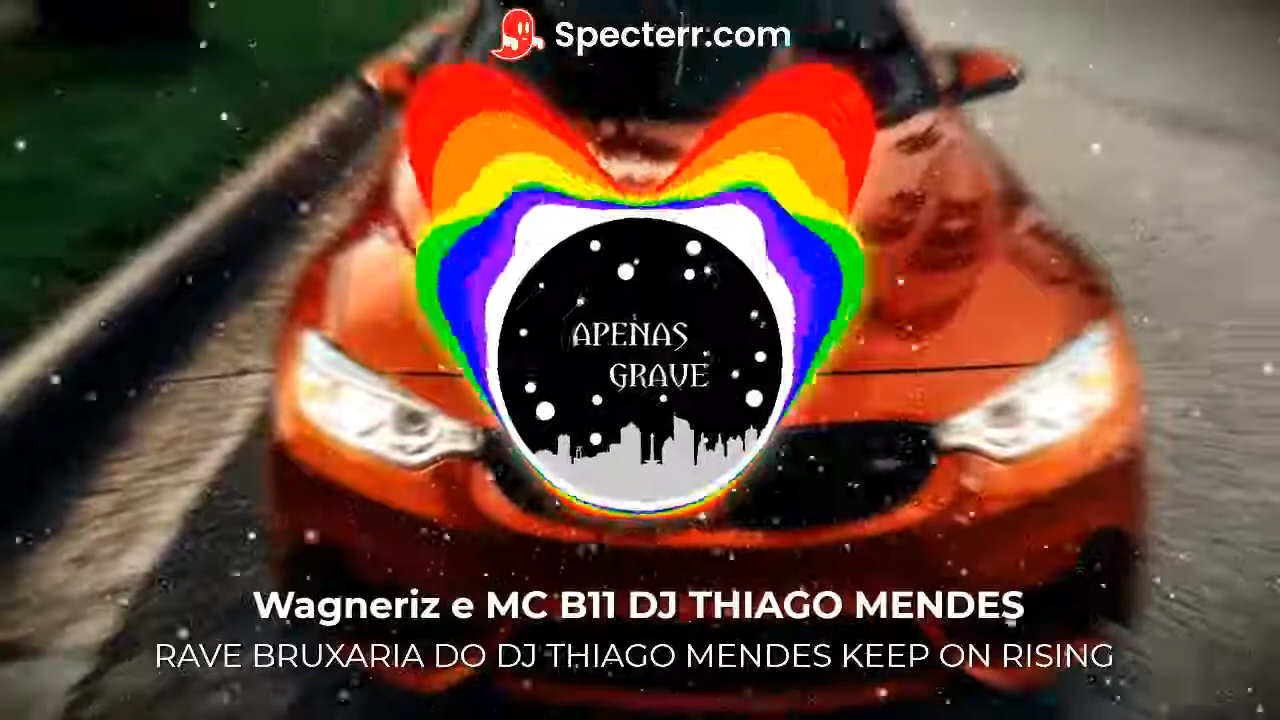 Specterr.com
APENAS
GRAVE
Wagneriz e MC B11 DJ THIAGO MENDES
RAVE BRUXARIA DO DJ THIAGO MENDES KEEP ON RISING